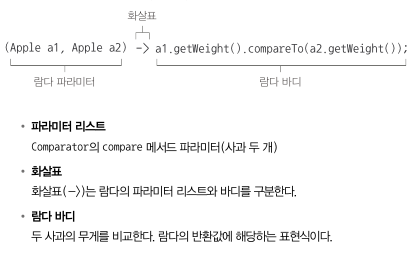 화살표
(Apple a1, Apple a2) -> a1.getWeight().compareTo(a2.getWeight());
람다 파라미터 람다 바디
• 파라미터 리스트
Comparator의 compare 메서드 파라미터(사과 두 개)
• 화살표
화살표(->)는 람다의 파라미터 리스트와 바디를 구분한다.
• 람다 바디
두 사과의 무게를 비교한다. 람다의 반환값에 해당하는 표현식이다.